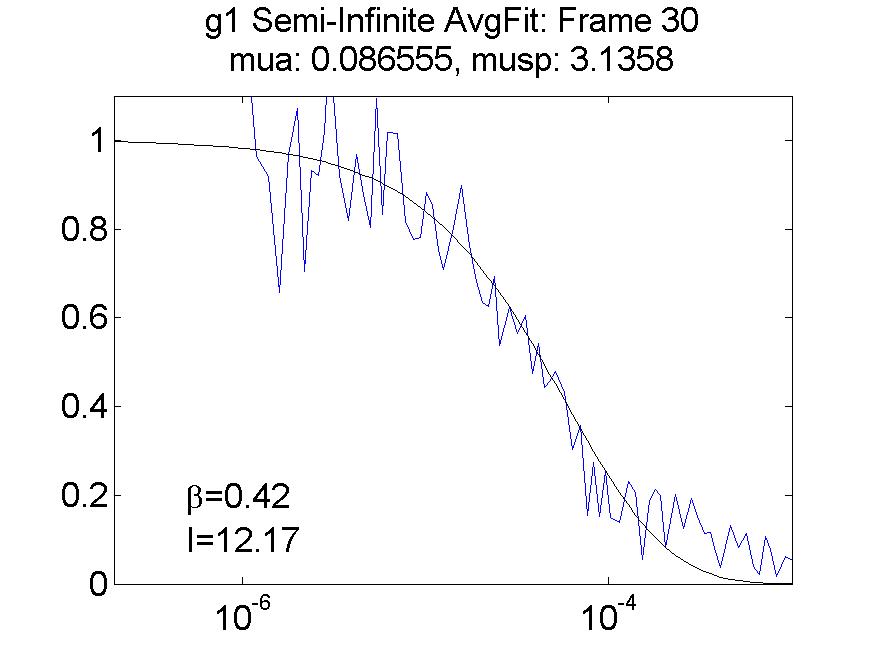 g1 Semi-Infinite AvgFit: Frame 30
mua: 0.086555, musp: 3.1358
1
0.8
0.6
0.4
0.2
0
β=0.42
I=12.17
10^-6
10^-4